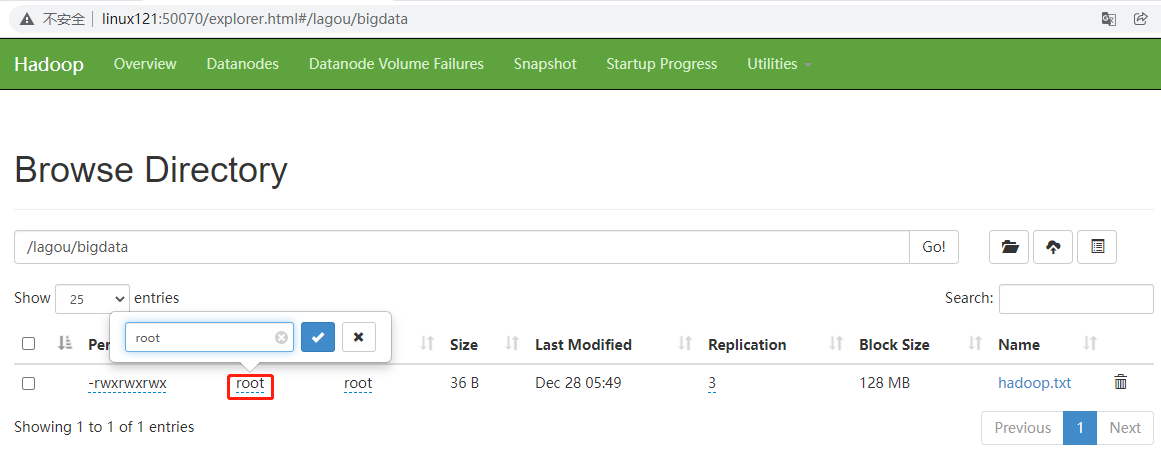 不安全 | linux121:50070/explorer.html#/lagou/bigdata
Hadoop Overview Datanodes Datanode Volume Failures Snapshot Startup Progress Utilities
Browse Directory
/lagou/bigdata Go!
Show 25 entries Search:
root
Per Size Last Modified Replication Block Size Name
-rwxrwxrwx root root 36 B Dec 28 05:49 3 128 MB hadoop.txt
Showing 1 to 1 of 1 entries Previous 1 Next